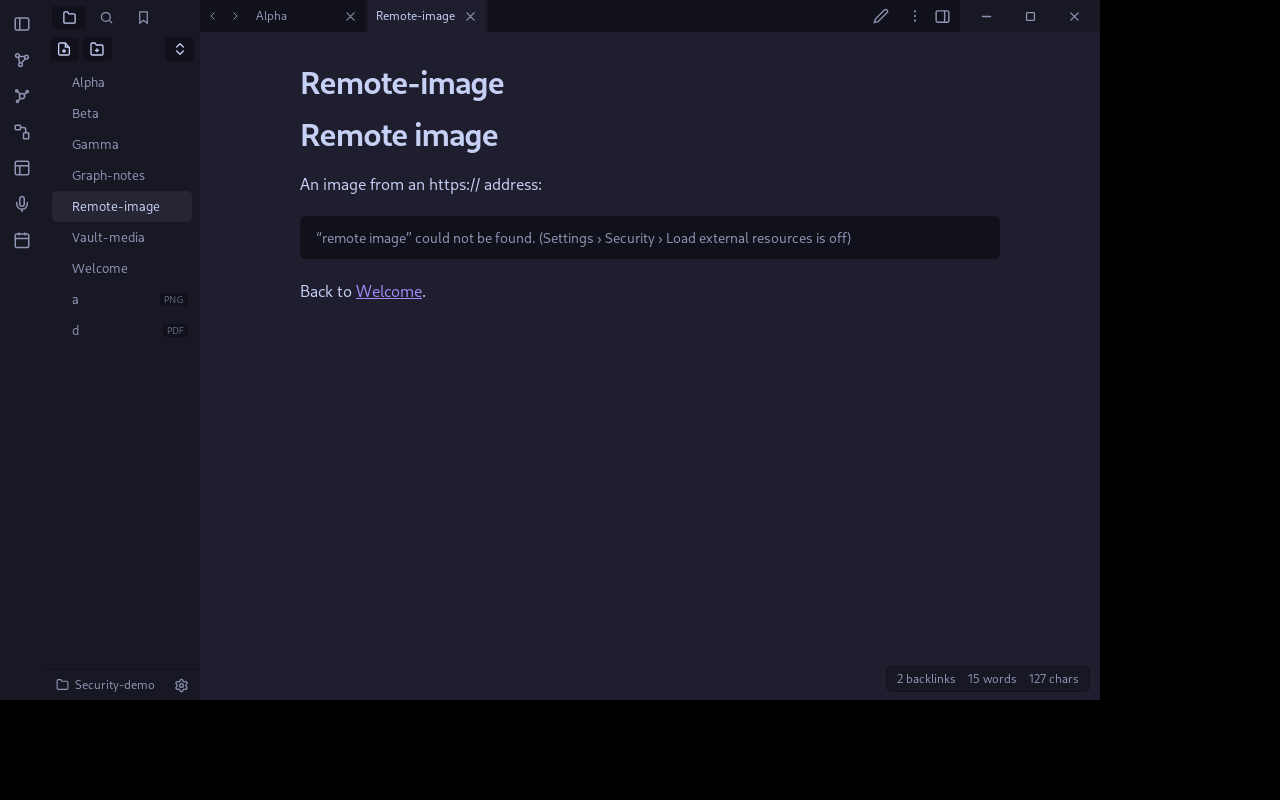 Alpha
Remote-image
Alpha
Beta
Gamma
Graph-notes
Remote-image
Vault-media
Welcome
a PNG
d PDF
Security-demo
Remote-image
Remote image
An image from an https:// address:
“remote image” could not be found. (Settings › Security › Load external resources is off)
Back to Welcome.
2 backlinks 15 words 127 chars